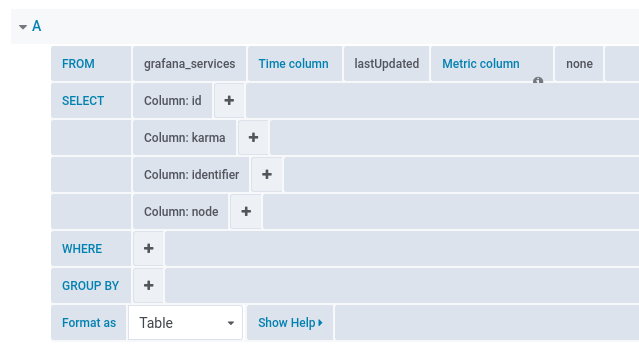 A
FROM grafana_services Time column lastUpdated Metric column none
SELECT Column: id +
Column: karma +
Column: identifier +
Column: node +
WHERE +
GROUP BY +
Format as Table Show Help